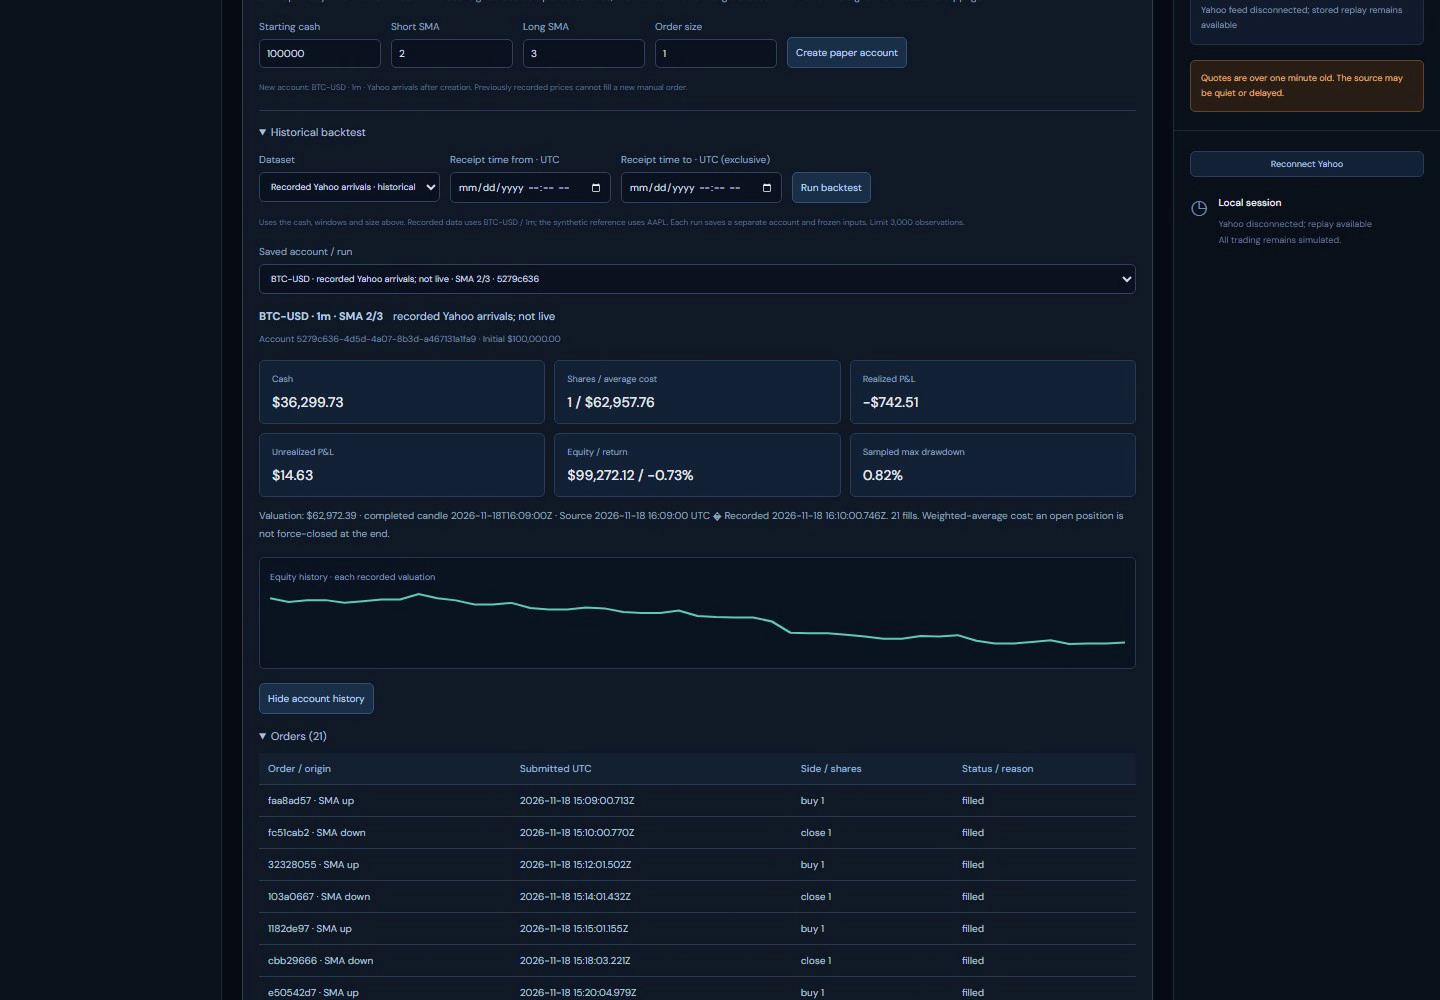 Starting cash
Short SMA
Long SMA
Order size
100000
2
3
1
Create paper account
New account: BTC-USD · 1m · Yahoo arrivals after creation. Previously recorded prices cannot fill a new manual order.
▼ Historical backtest
Dataset
Receipt time from · UTC
Receipt time to · UTC (exclusive)
Recorded Yahoo arrivals · historical
mm/dd/yyyy --:-- --
mm/dd/yyyy --:-- --
Run backtest
Uses the cash, windows and size above. Recorded data uses BTC-USD / 1m; the synthetic reference uses AAPL. Each run saves a separate account and frozen inputs. Limit 3,000 observations.
Saved account / run
BTC-USD · recorded Yahoo arrivals; not live · SMA 2/3 · 5279c636
BTC-USD · 1m · SMA 2/3 recorded Yahoo arrivals; not live
Account 5279c636-4d5d-4a07-8b3d-a467131a1fa9 · Initial $100,000.00
Cash
$36,299.73
Shares / average cost
1 / $62,957.76
Realized P&L
-$742.51
Unrealized P&L
$14.63
Equity / return
$99,272.12 / -0.73%
Sampled max drawdown
0.82%
Valuation: $62,972.39 · completed candle 2026-11-18T16:09:00Z · Source 2026-11-18 16:09:00 UTC � Recorded 2026-11-18 16:10:00.746Z. 21 fills. Weighted-average cost; an open position is
not force-closed at the end.
Equity history · each recorded valuation
Hide account history
▼ Orders (21)
Order / origin
Submitted UTC
Side / shares
Status / reason
faa8ad57 · SMA up
2026-11-18 15:09:00.713Z
buy 1
filled
fc51cab2 · SMA down
2026-11-18 15:10:00.770Z
close 1
filled
32328055 · SMA up
2026-11-18 15:12:01.502Z
buy 1
filled
103a0667 · SMA down
2026-11-18 15:14:01.432Z
close 1
filled
1182de97 · SMA up
2026-11-18 15:15:01.155Z
buy 1
filled
cbb29666 · SMA down
2026-11-18 15:18:03.221Z
close 1
filled
e50542d7 · SMA up
2026-11-18 15:20:04.979Z
buy 1
filled
Yahoo feed disconnected; stored replay remains
available
Quotes are over one minute old. The source may
be quiet or delayed.
Reconnect Yahoo
Local session
Yahoo disconnected; replay available
All trading remains simulated.